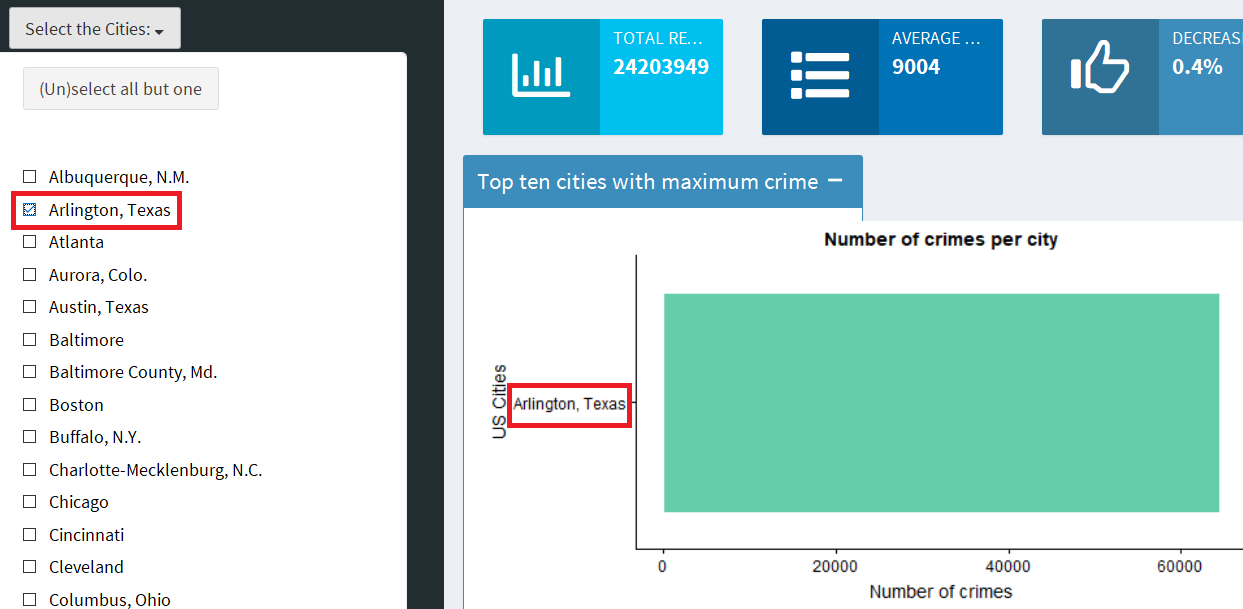 Select the Cities:
(Un)select all but one
Albuquerque, N.M.
Arlington, Texas
Atlanta
Aurora, Colo.
Austin, Texas
Baltimore
Baltimore County, Md.
Boston
Buffalo, N.Y.
Charlotte-Mecklenburg, N.C.
Chicago
Cincinnati
Cleveland
Columbus, Ohio
TOTAL RE...
24203949
AVERAGE ...
9004
DECREAS
0.4%
Top ten cities with maximum crime
Number of crimes per city
US Cities
Arlington, Texas
0 20000 40000 60000
Number of crimes